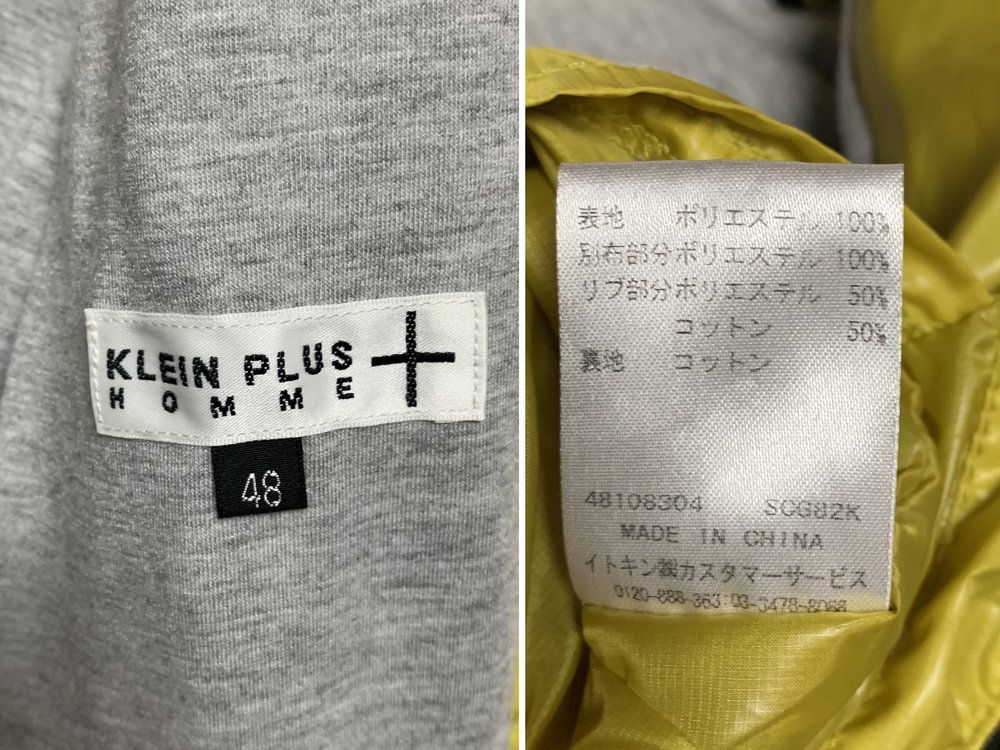 KLEIN PLUS
HOMME
48
表地 ポリエステル 100%
別布部分ポリエステル 100%
リブ部分ポリエステル 50%
コットン 50%
裏地 コットン
48108304 SCG82K
MADE IN CHINA
イトキン㈱カスタマーサービス
0120-888-363 03-3478-8088